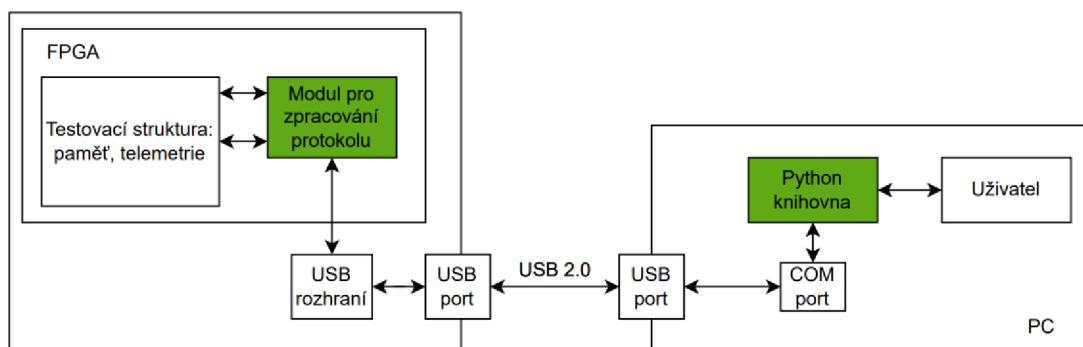 FPGA
Testovací struktura:
paměť, telemetrie
Modul pro
zpracování
protokolu
USB
rozhraní
USB
port
USB 2.0
USB
port
Python
knihovna
Uživatel
COM
port
PC